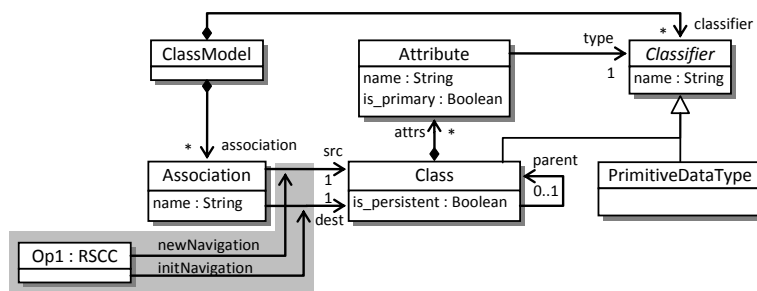 classifier
ClassModel
Attribute
name : String
is_primary : Boolean
type
1
*
Classifier
name : String
association
*
attrs
*
Association
name : String
src
1
1
dest
Class
is_persistent : Boolean
parent
0..1
PrimitiveDataType
Op1 : RSCC
newNavigation
initNavigation